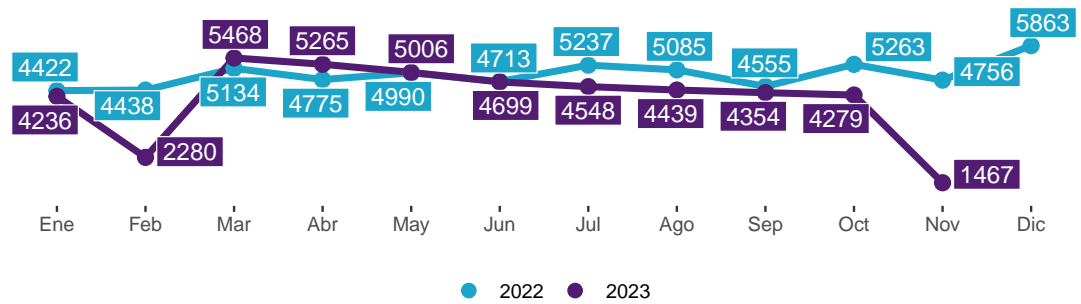 5863
5468 5265 5006 4713 5237 5085 4555 5263
4422
4236 4438 2280 5134 4775 4990 4699 4548 4439 4354 4279 4756
1467
Ene Feb Mar Abr May Jun Jul Ago Sep Oct Nov Dic
2022 2023